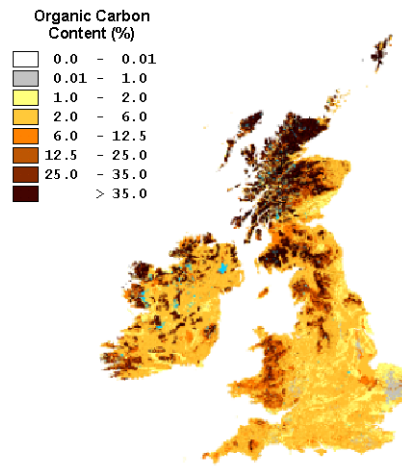 Organic Carbon
Content (%)
0.0 - 0.01
0.01 - 1.0
1.0 - 2.0
2.0 - 6.0
6.0 - 12.5
12.5 - 25.0
25.0 - 35.0
> 35.0